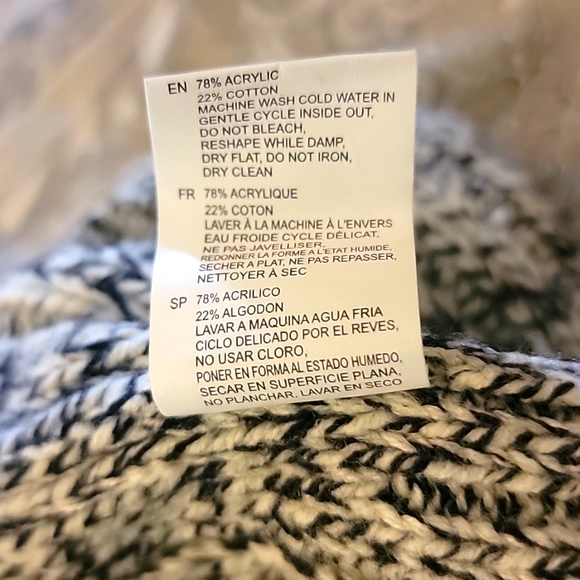 EN 78% ACRYLIC
22% COTTON
MACHINE WASH COLD WATER IN
GENTLE CYCLE INSIDE OUT,
DO NOT BLEACH,
RESHAPE WHILE DAMP,
DRY FLAT, DO NOT IRON,
DRY CLEAN
FR 78% ACRYLIQUE
22% COTON
LAVER À LA MACHINE À L'ENVERS
EAU FROIDE CYCLE DÉLICAT,
NE PAS JAVELLISER,
REDONNER LA FORME A L'ETAT HUMIDE,
SECHER A PLAT, NE PAS REPASSER,
NETTOYER À SEC
SP 78% ACRILICO
22% ALGODON
LAVAR A MAQUINA AGUA FRIA
CICLO DELICADO POR EL REVES,
NO USAR CLORO,
PONER EN FORMA AL ESTADO HUMEDO,
SECAR EN SUPERFICIE PLANA,
NO PLANCHAR, LAVAR EN SECO